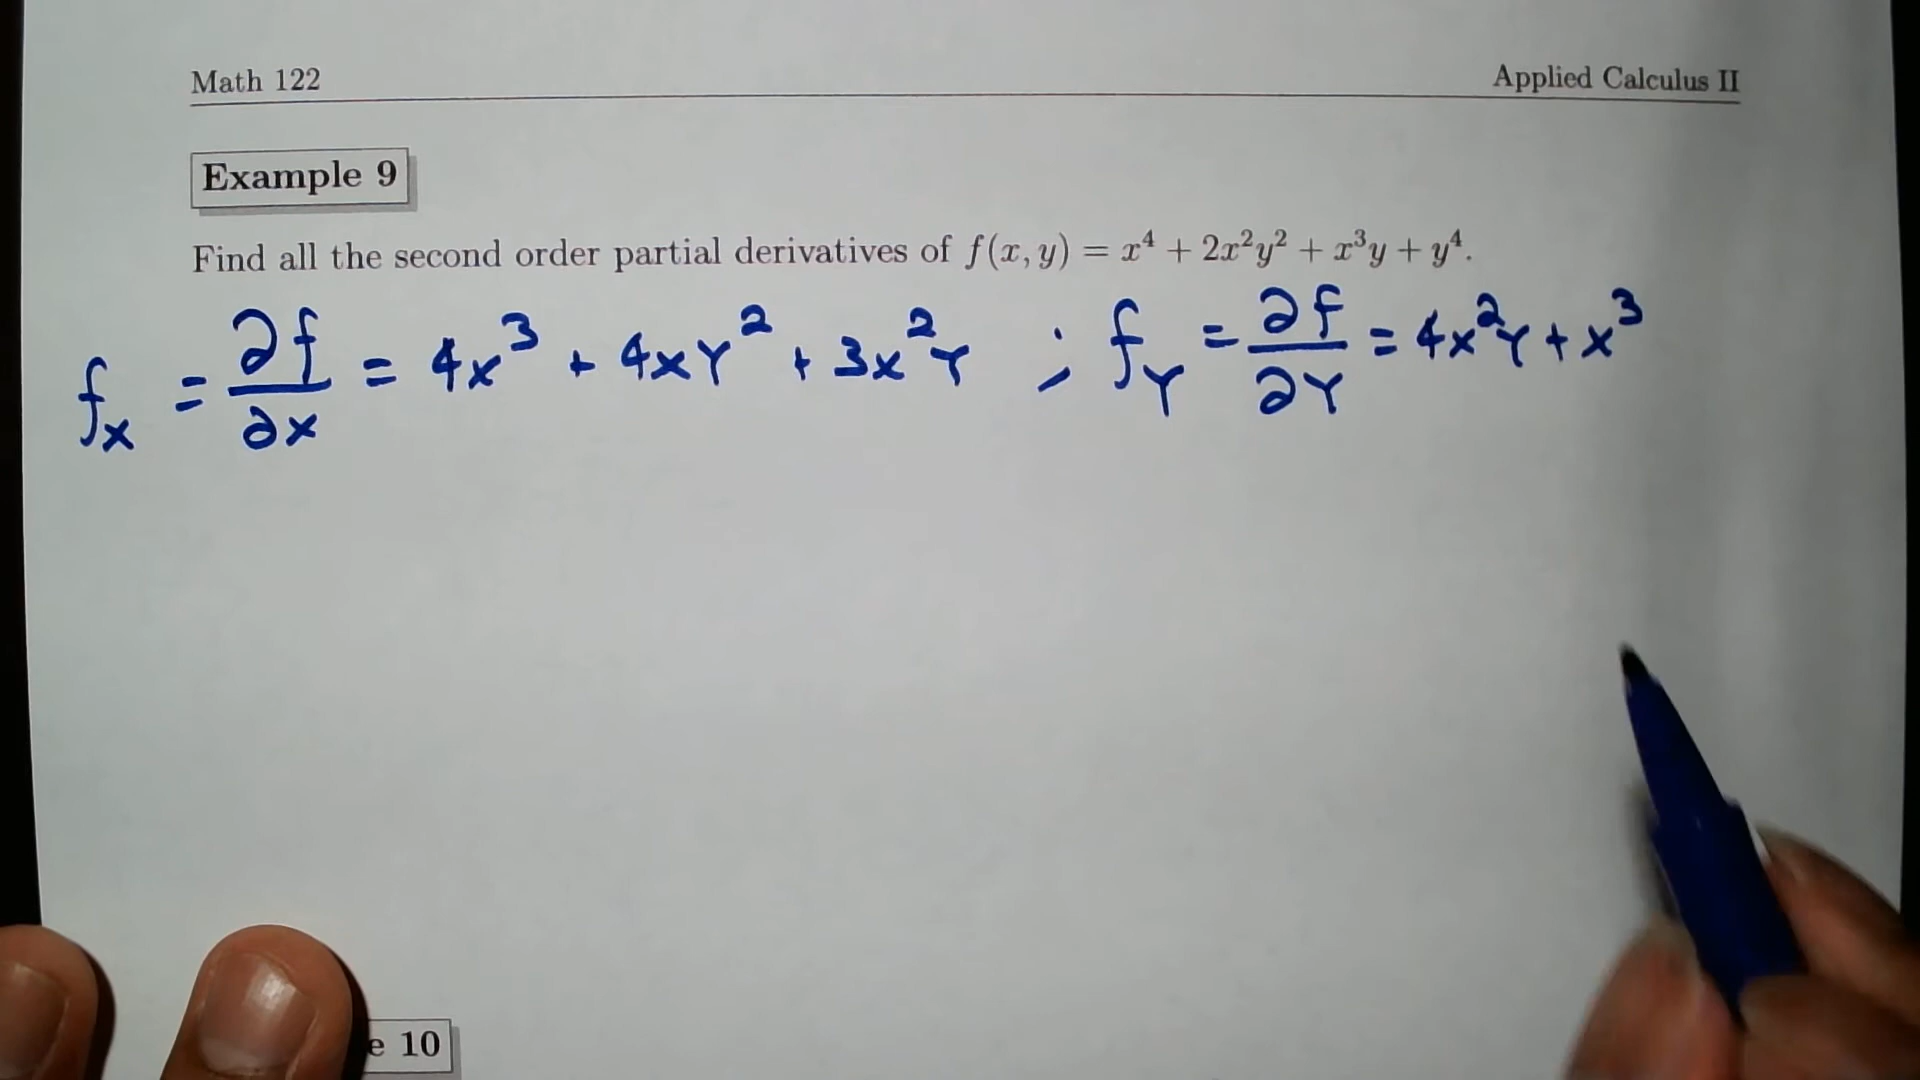 Math 122 Applied Calculus II
Example 9
Find all the second order partial derivatives of f(x, y) = x⁴ + 2x²y² + x³y + y⁴.
fₓ = ∂f/∂x = 4x³ + 4xy² + 3x²y ; f_y = ∂f/∂y = 4x²y + x³
e 10